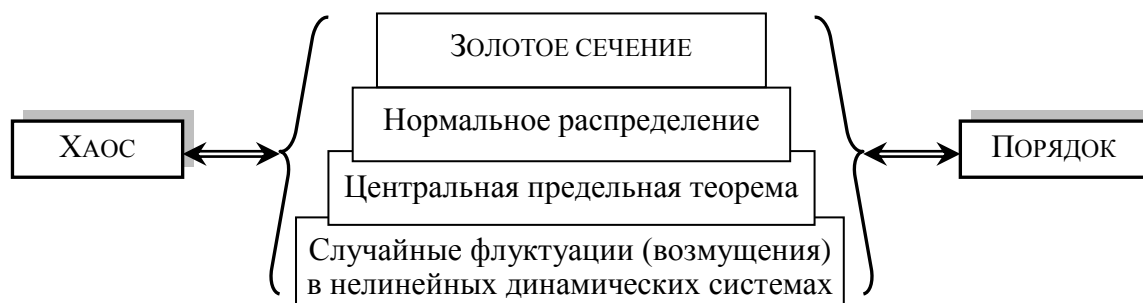 ЗОЛОТОЕ СЕЧЕНИЕ
Нормальное распределение
ХАОС
ПОРЯДОК
Центральная предельная теорема
Случайные флуктуации (возмущения)
в нелинейных динамических системах